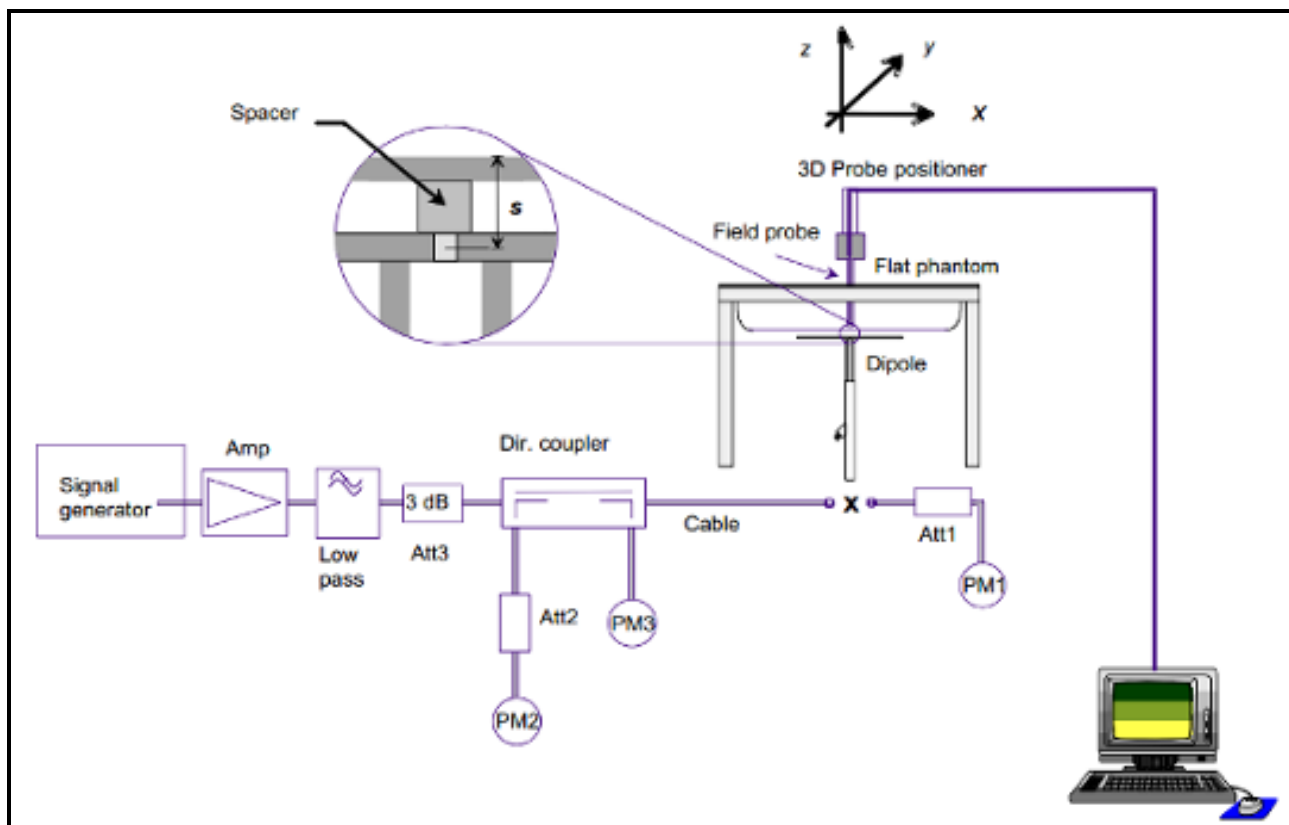 z
y
x
Spacer
s
3D Probe positioner
Field probe
Flat phantom
Dipole
Signal
generator
Amp
Low
pass
3 dB
Att3
Dir. coupler
Att2
PM2
PM3
Cable
X
Att1
PM1